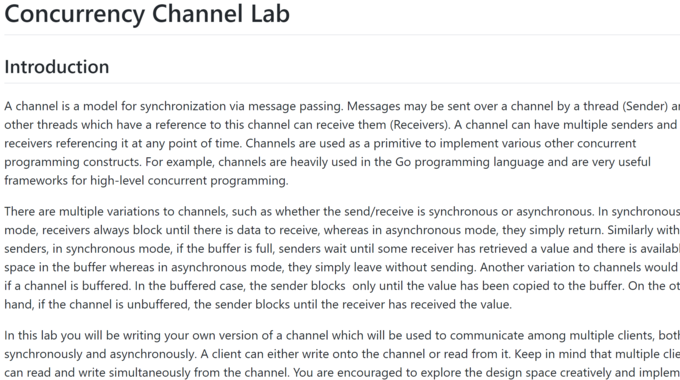 Concurrency Channel Lab
Introduction
A channel is a model for synchronization via message passing. Messages may be sent over a channel by a thread (Sender) a
other threads which have a reference to this channel can receive them (Receivers). A channel can have multiple senders and
receivers referencing it at any point of time. Channels are used as a primitive to implement various other concurrent
programming constructs. For example, channels are heavily used in the Go programming language and are very useful
frameworks for high-level concurrent programming.
There are multiple variations to channels, such as whether the send/receive is synchronous or asynchronous. In synchronous
mode, receivers always block until there is data to receive, whereas in asynchronous mode, they simply return. Similarly with
senders, in synchronous mode, if the buffer is full, senders wait until some receiver has retrieved a value and there is availab
space in the buffer whereas in asynchronous mode, they simply leave without sending. Another variation to channels would
if a channel is buffered. In the buffered case, the sender blocks only until the value has been copied to the buffer. On the ot
hand, if the channel is unbuffered, the sender blocks until the receiver has received the value.
In this lab you will be writing your own version of a channel which will be used to communicate among multiple clients, both
synchronously and asynchronously. A client can either write onto the channel or read from it. Keep in mind that multiple clie
can read and write simultaneously from the channel. You are encouraged to explore the design space creatively and implem